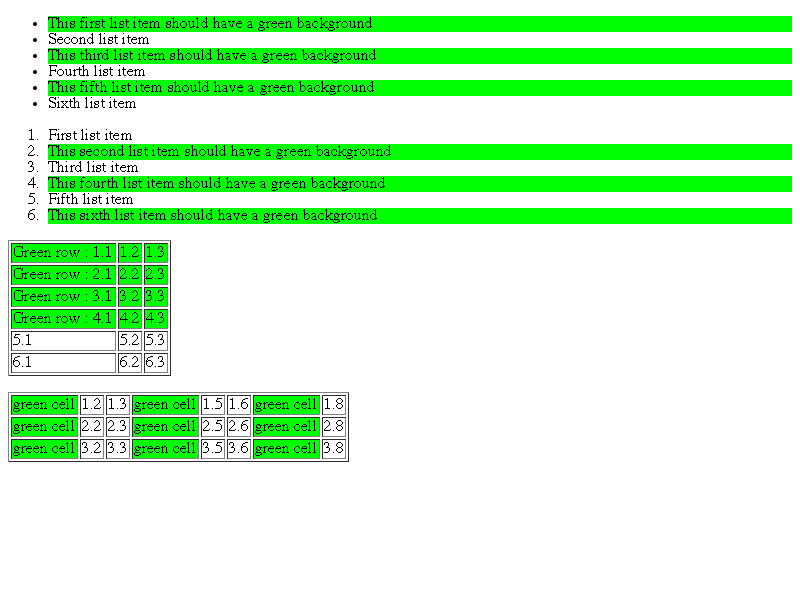 • This first list item should have a green background
• Second list item
• This third list item should have a green background
• Fourth list item
• This fifth list item should have a green background
• Sixth list item
1. First list item
2. This second list item should have a green background
3. Third list item
4. This fourth list item should have a green background
5. Fifth list item
6. This sixth list item should have a green background
Green row : 1.1 1.2 1.3
Green row : 2.1 2.2 2.3
Green row : 3.1 3.2 3.3
Green row : 4.1 4.2 4.3
5.1 5.2 5.3
6.1 6.2 6.3
green cell 1.2 1.3 green cell 1.5 1.6 green cell 1.8
green cell 2.2 2.3 green cell 2.5 2.6 green cell 2.8
green cell 3.2 3.3 green cell 3.5 3.6 green cell 3.8